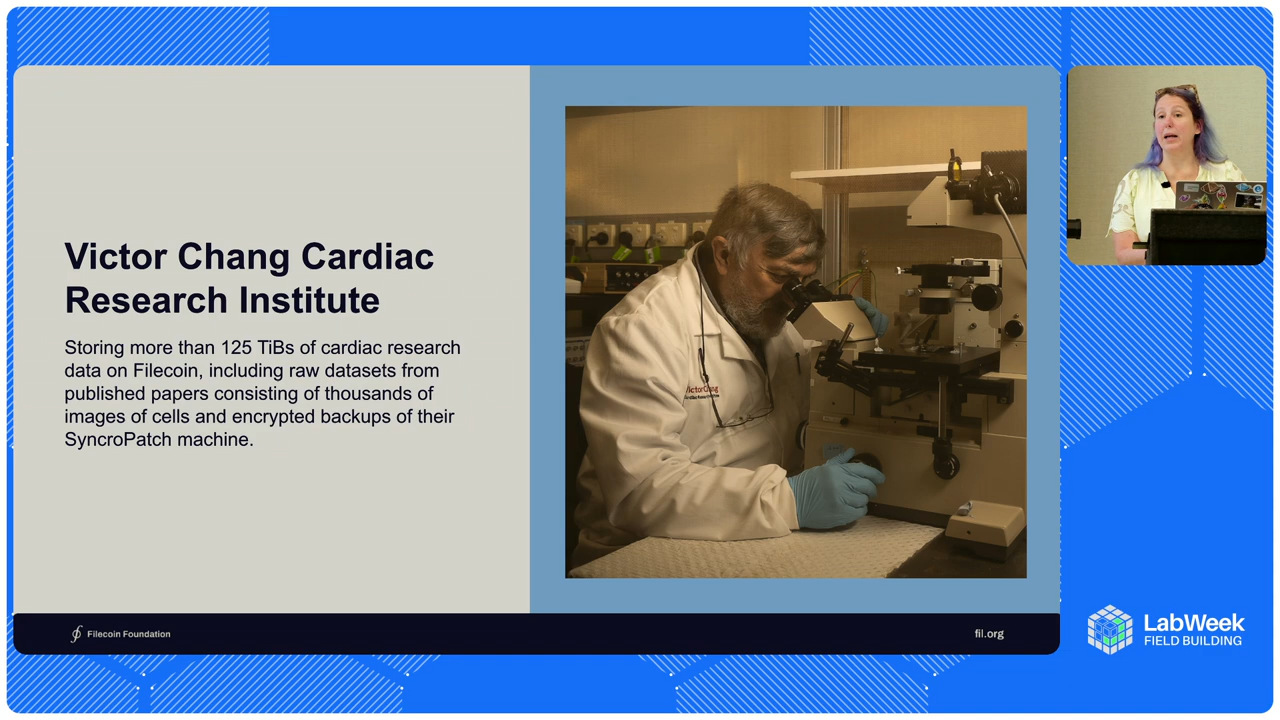 Victor Chang Cardiac
Research Institute
Storing more than 125 TiBs of cardiac research
data on Filecoin, including raw datasets from
published papers consisting of thousands of
images of cells and encrypted backups of their
SyncroPatch machine.
Filecoin Foundation
fil.org
LabWeek
FIELD BUILDING